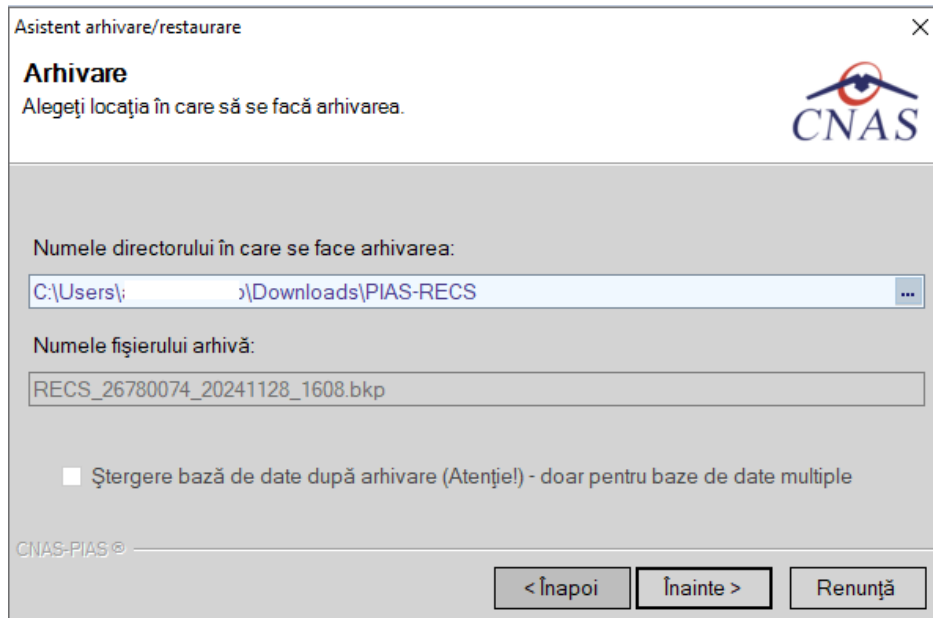 Asistent arhivare/restaurare
Arhivare
Alegeţi locaţia în care să se facă arhivarea.
CNAS
Numele directorului în care se face arhivarea:
C:\Users\ \Downloads\PIAS-RECS
...
Numele fişierului arhivă:
RECS_26780074_20241128_1608.bkp
Ştergere bază de date după arhivare (Atenţie!) - doar pentru baze de date multiple
CNAS-PIAS ®
< Înapoi
Înainte >
Renunţă